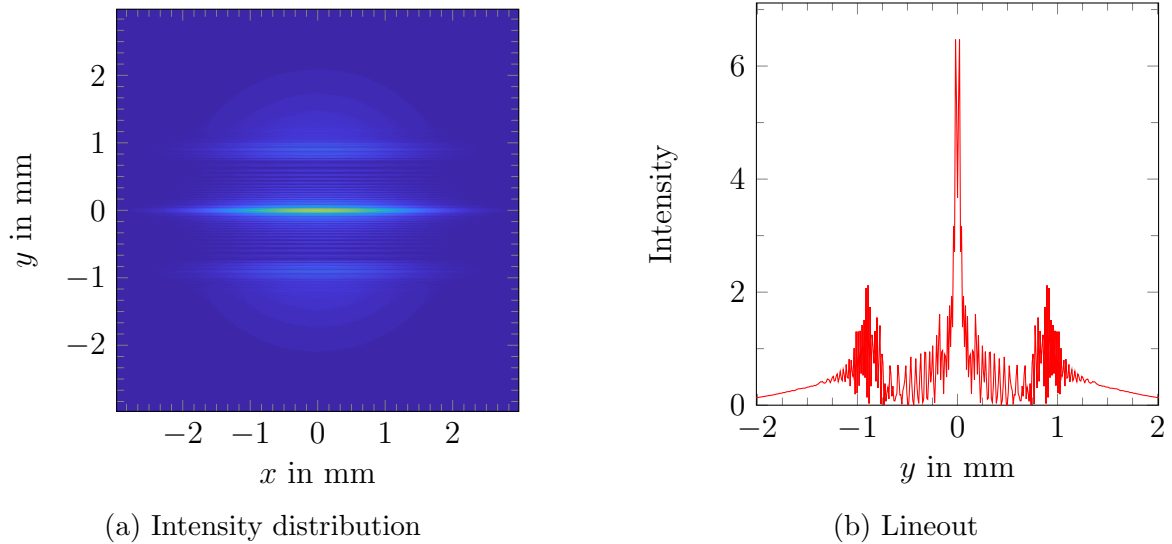 2
1
0
−1
−2
y in mm
−2 −1 0 1 2
x in mm
(a) Intensity distribution
6
4
2
0
Intensity
−2 −1 0 1 2
y in mm
(b) Lineout